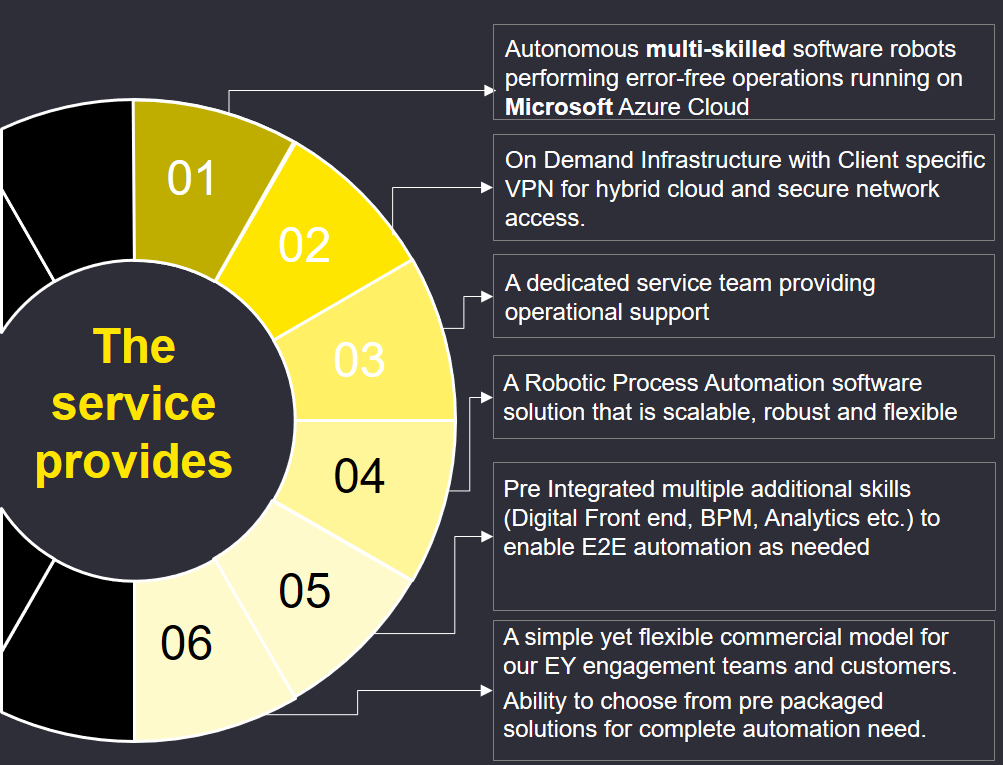 The
service
provides
01
Autonomous multi-skilled software robots
performing error-free operations running on
Microsoft Azure Cloud
02
On Demand Infrastructure with Client specific
VPN for hybrid cloud and secure network
access.
03
A dedicated service team providing
operational support
04
A Robotic Process Automation software
solution that is scalable, robust and flexible
05
Pre Integrated multiple additional skills
(Digital Front end, BPM, Analytics etc.) to
enable E2E automation as needed
06
A simple yet flexible commercial model for
our EY engagement teams and customers.
Ability to choose from pre packaged
solutions for complete automation need.